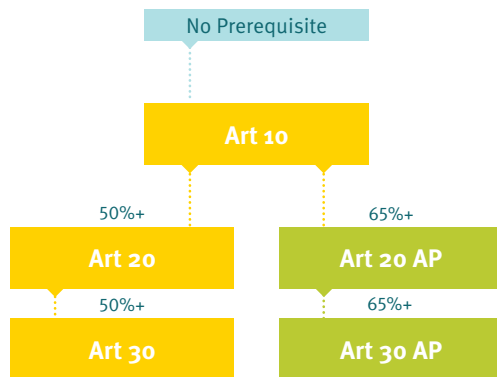 No Prerequisite
Art 10
50%+
65%+
Art 20
Art 20 AP
50%+
65%+
Art 30
Art 30 AP